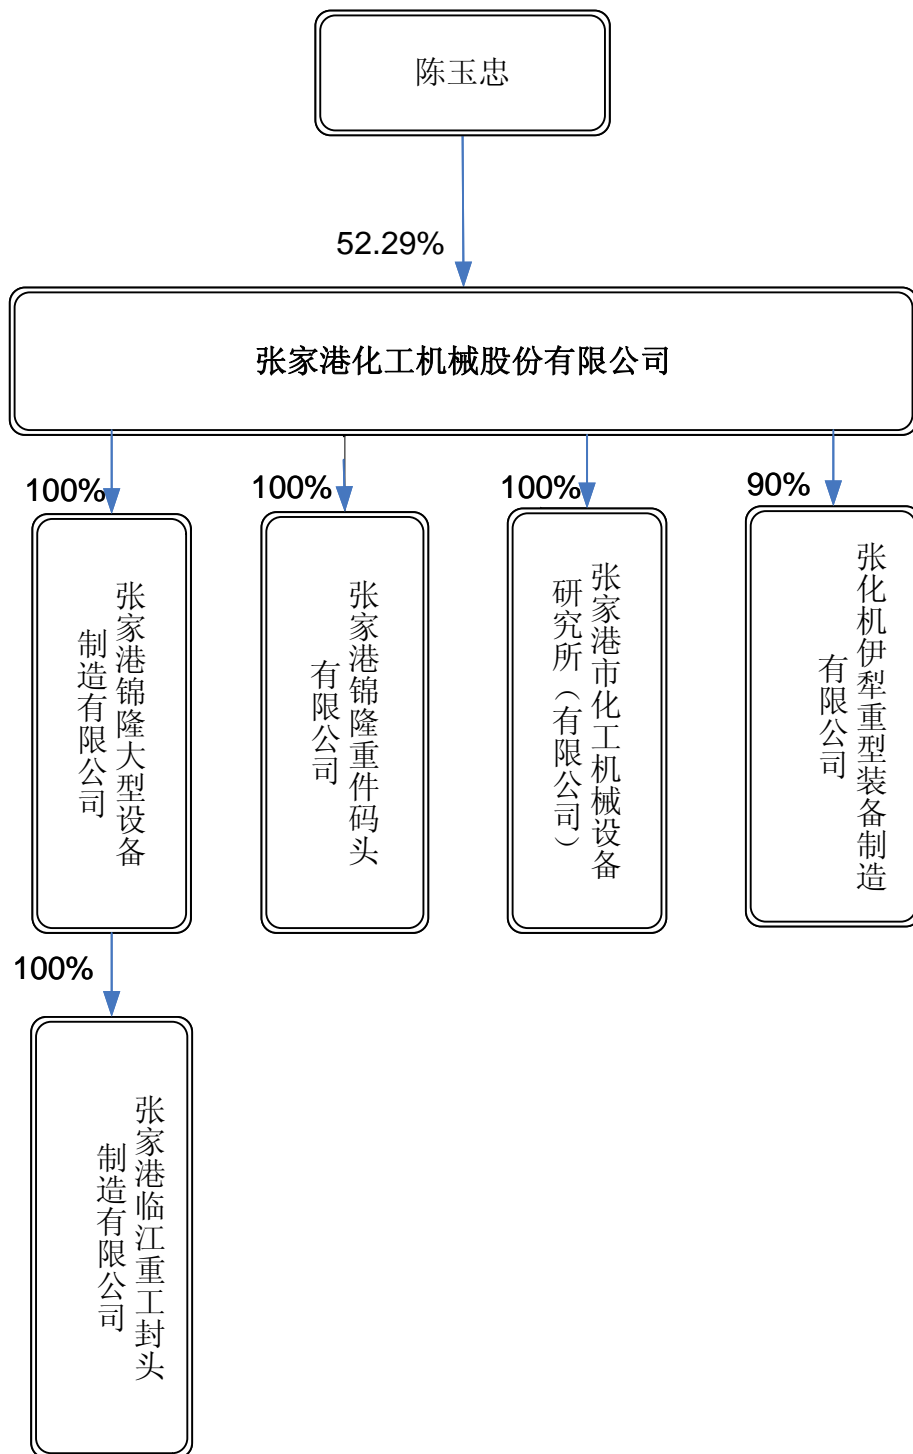 陈玉忠
52.29%
张家港化工机械股份有限公司
100%
100%
100%
90%
张家港锦隆大型设备
制造有限公司
张家港锦隆重件码头
有限公司
张家港市化工机械设备
研究所（有限公司）
张化机伊犁重型装备制造
有限公司
100%
张家港临江重工封头
制造有限公司